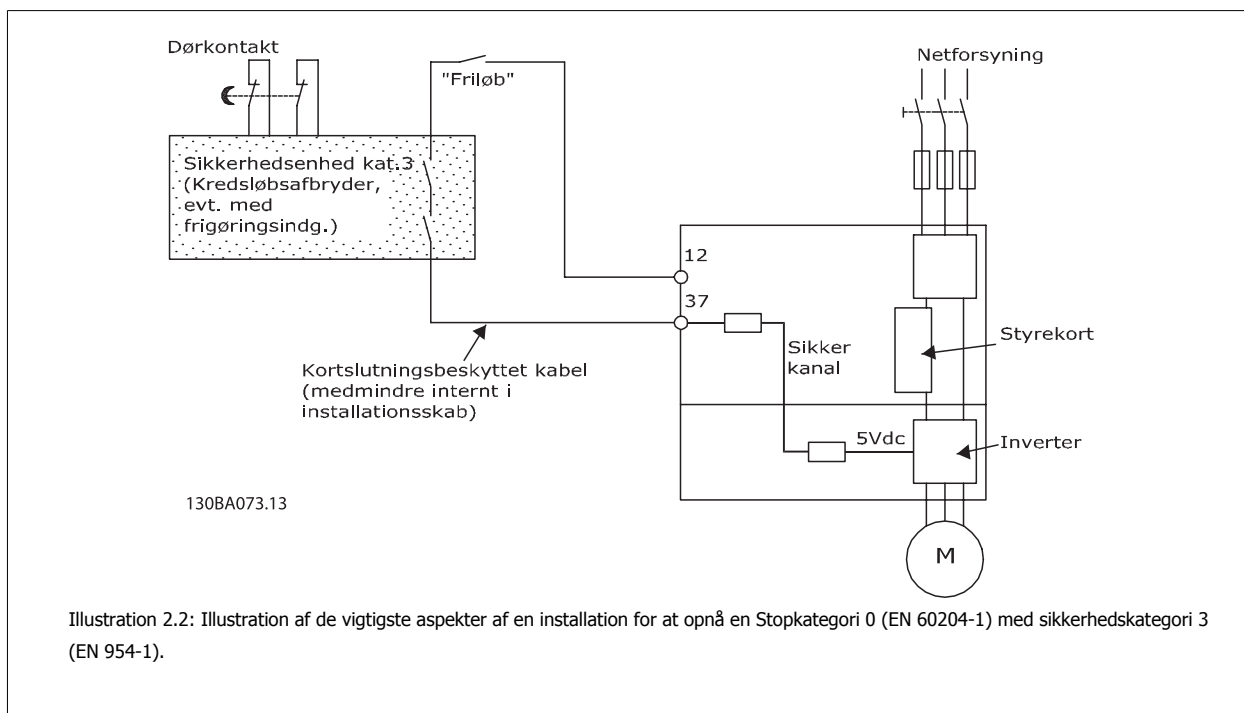 Dørkontakt
"Friløb"
Netforsyning
Sikkerhedsenhed kat.3
(Kredsløbsafbryder,
evt. med
frigøringsindg.)
12
37
Sikker
kanal
Styrekort
Kortslutningsbeskyttet kabel
(medmindre internt i
installationsskab)
5Vdc
Inverter
130BA073.13
M
Illustration 2.2: Illustration af de vigtigste aspekter af en installation for at opnå en Stopkategori 0 (EN 60204-1) med sikkerhedskategori 3
(EN 954-1).